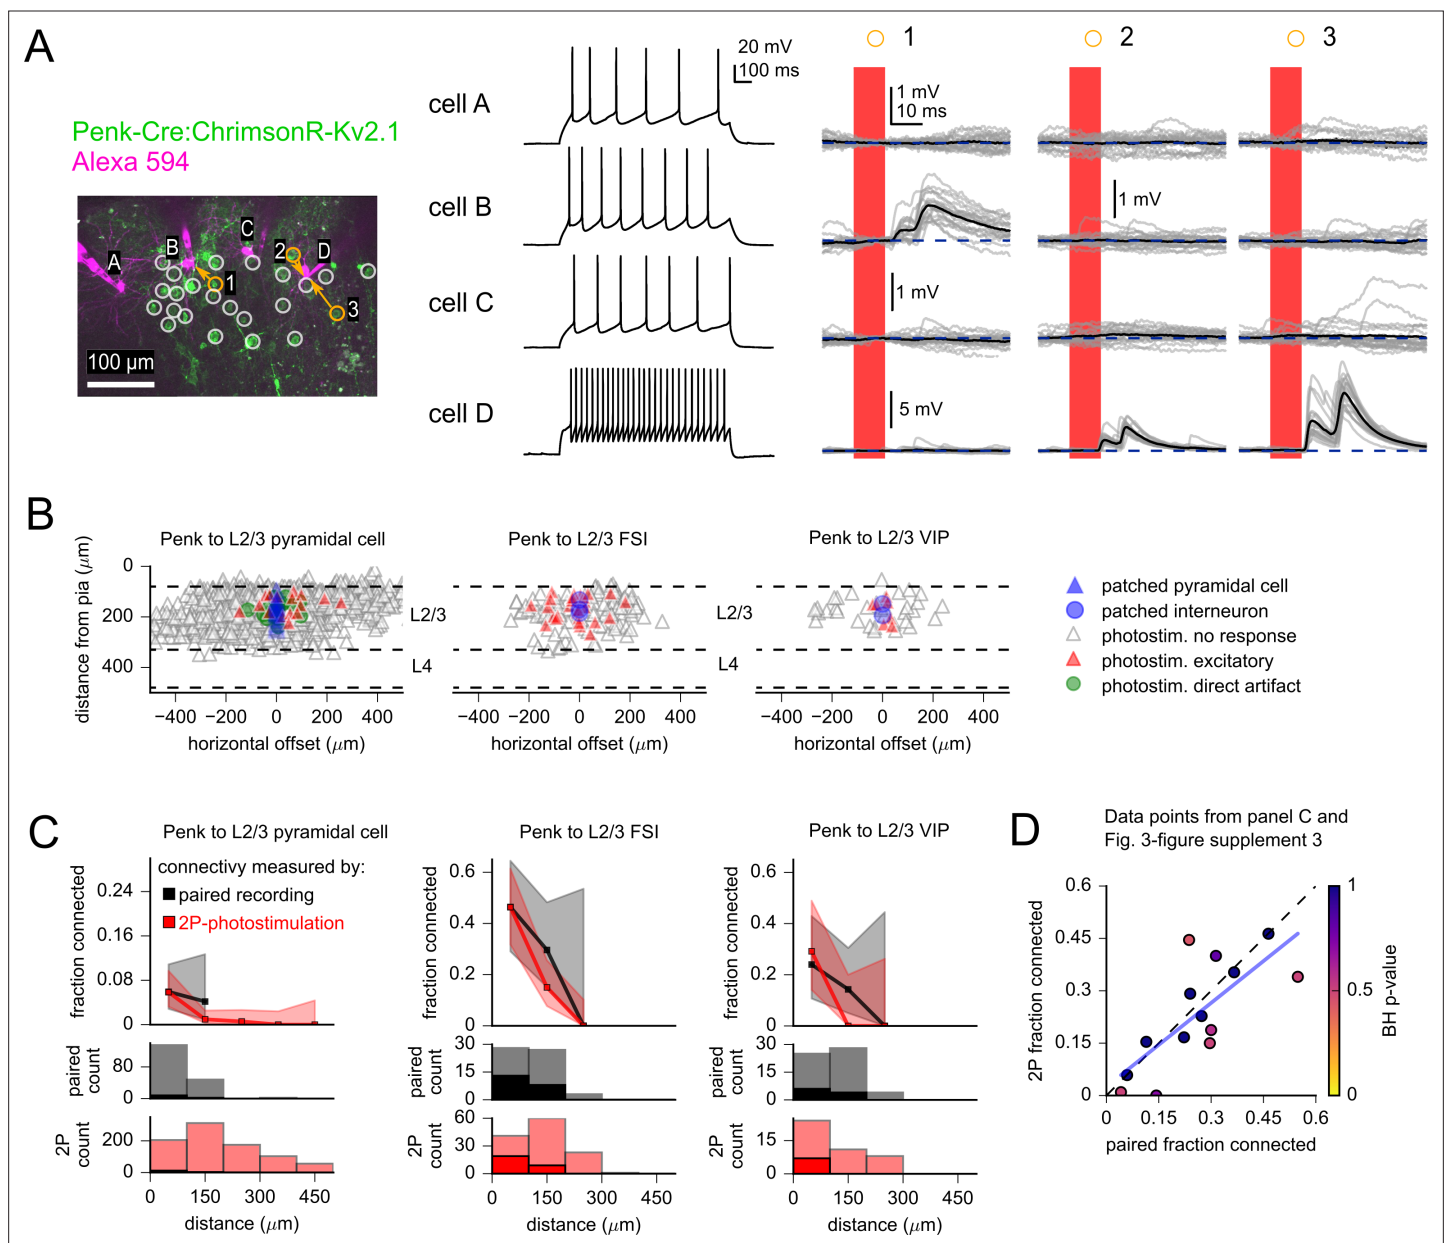 A
Penk-Cre:ChrimsonR-Kv2.1
Alexa 594
A
B
C
D
1
2
3
100 µm
cell A
cell B
cell C
cell D
20 mV
100 ms
1
2
3
1 mV
10 ms
1 mV
1 mV
5 mV
B
Penk to L2/3 pyramidal cell
Penk to L2/3 FSI
Penk to L2/3 VIP
distance from pia (µm)
0
200
400
L2/3
L4
L2/3
L4
−400 −200 0 200 400
−400 −200 0 200 400
−400 −200 0 200 400
horizontal offset (µm)
horizontal offset (µm)
horizontal offset (µm)
patched pyramidal cell
patched interneuron
photostim. no response
photostim. excitatory
photostim. direct artifact
C
Penk to L2/3 pyramidal cell
Penk to L2/3 FSI
Penk to L2/3 VIP
connectivy measured by:
paired recording
2P-photostimulation
fraction connected
0.24
0.16
0.08
0
fraction connected
0.6
0.4
0.2
0
fraction connected
0.6
0.4
0.2
0
paired count
80
0
paired count
30
15
0
paired count
30
15
0
2P count
200
0
2P count
60
30
0
2P count
15
0
0 150 300 450
0 150 300 450
0 150 300 450
distance (µm)
distance (µm)
distance (µm)
D
Data points from panel C and
Fig. 3-figure supplement 3
2P fraction connected
0.6
0.45
0.3
0.15
0
0 0.15 0.3 0.45 0.6
paired fraction connected
1
0.5
0
BH p-value